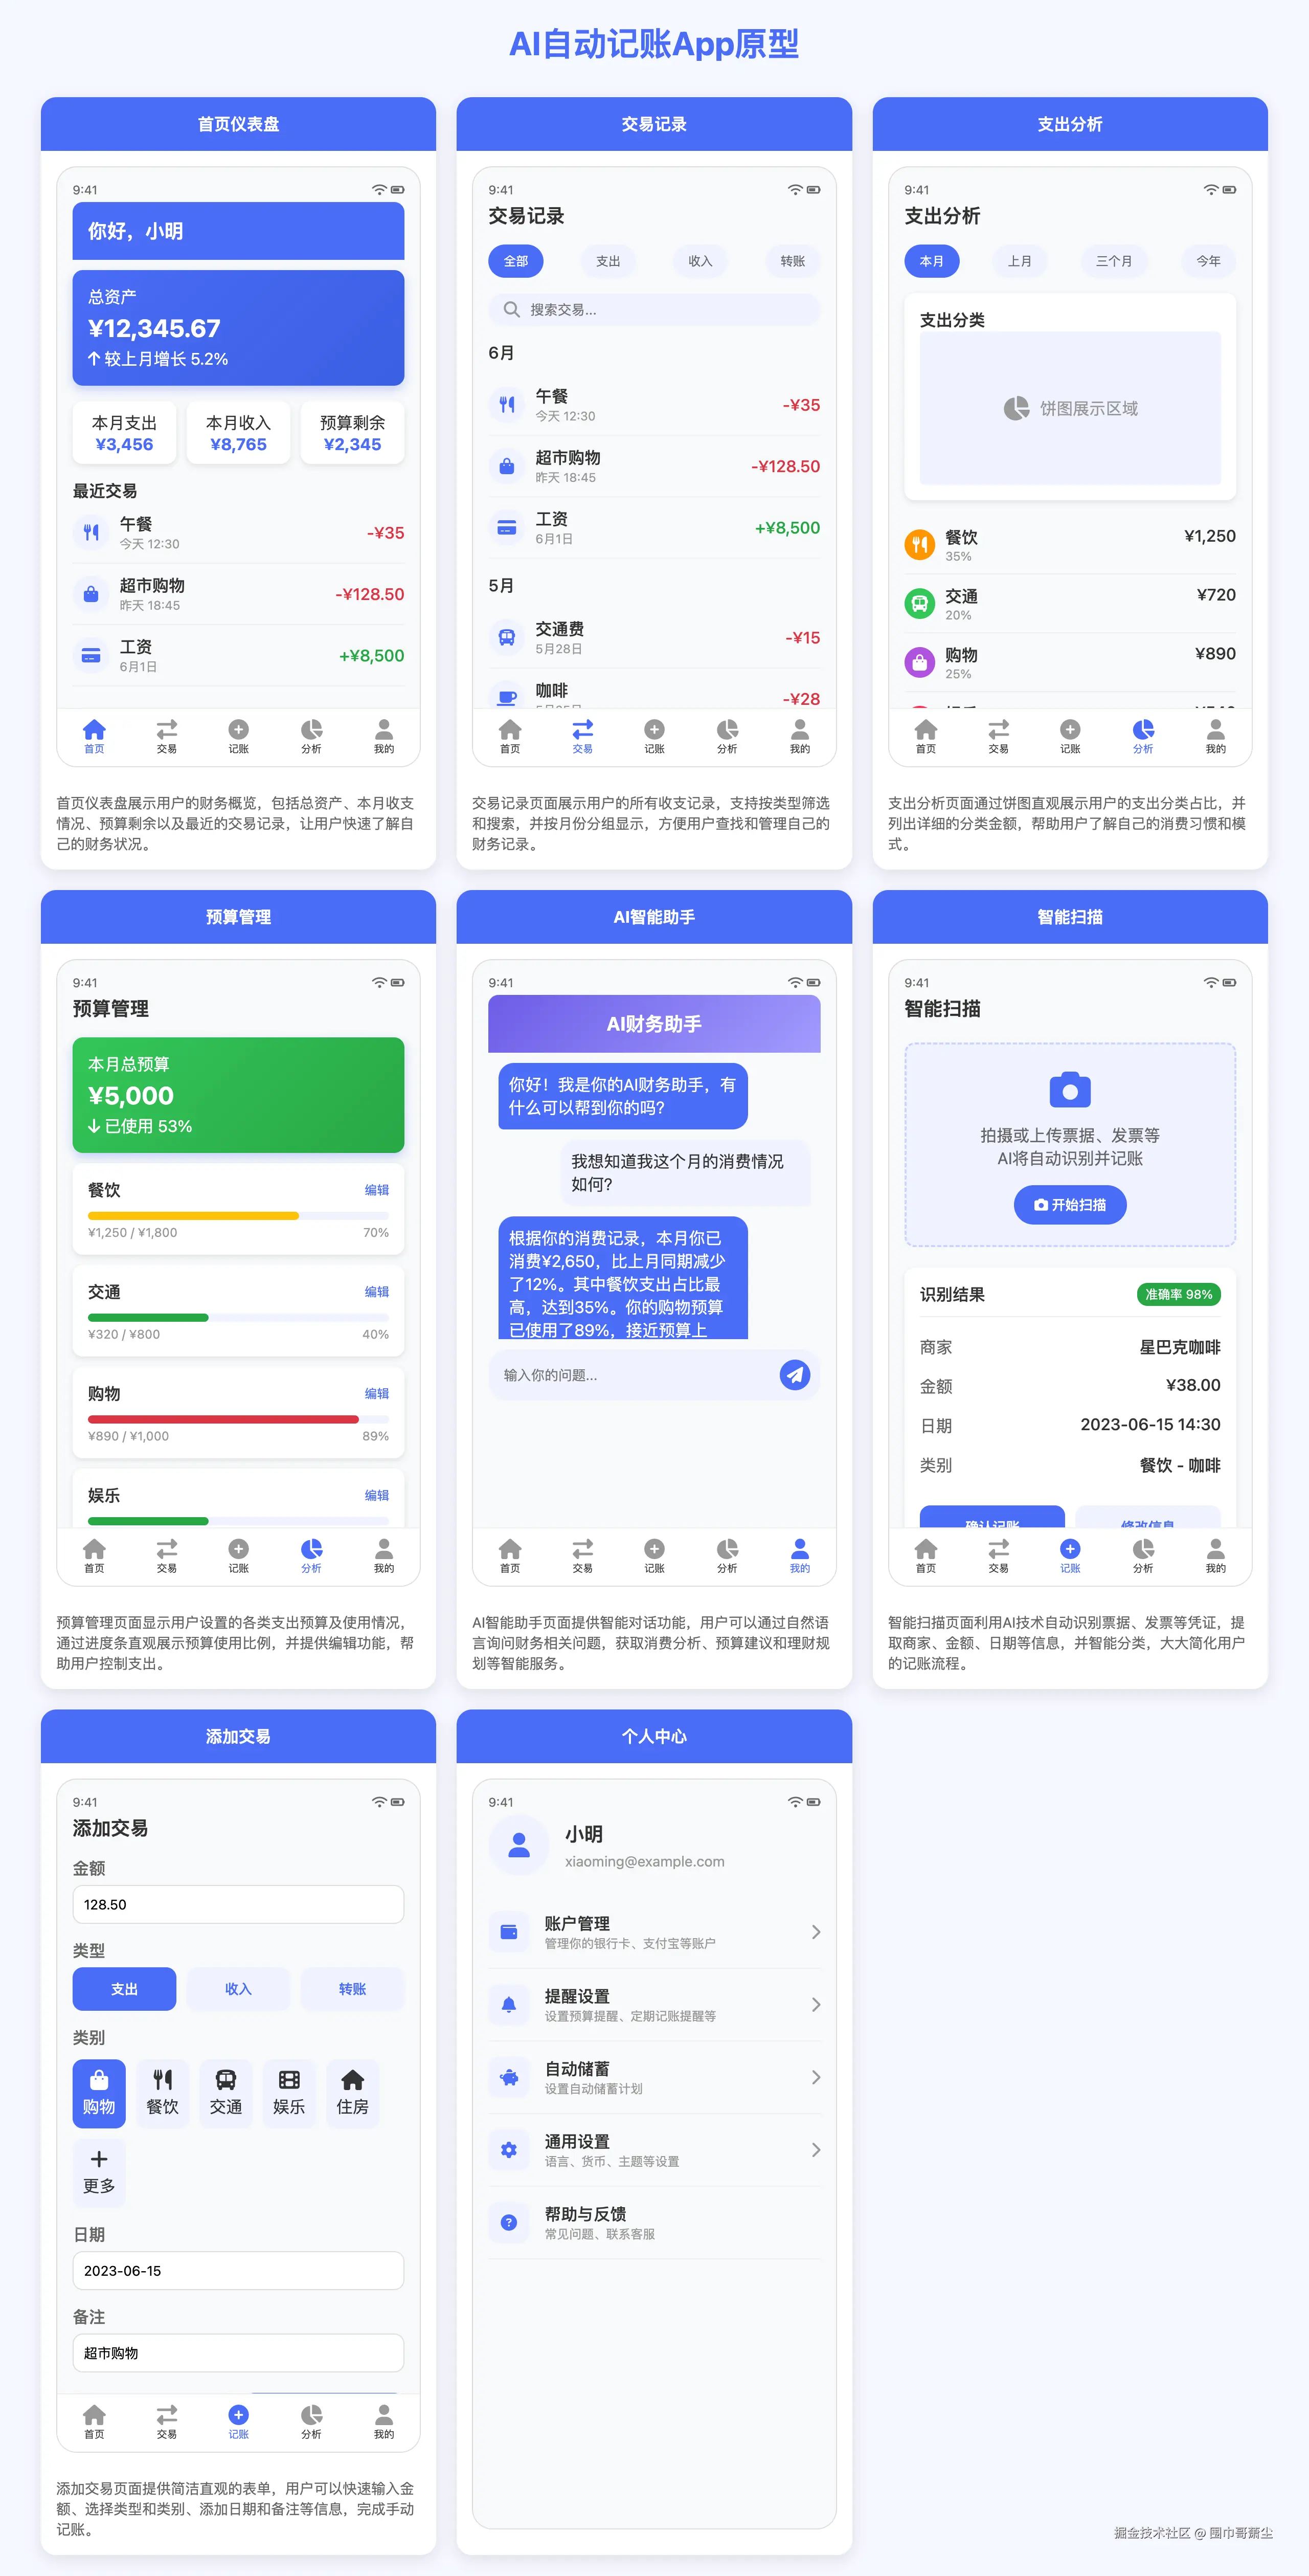 AI自动记账App原型
首页仪表盘
9:41
你好，小明
总资产
¥12,345.67
较上月增长 5.2%
本月支出
¥3,456
本月收入
¥8,765
预算剩余
¥2,345
最近交易
午餐
今天 12:30
-¥35
超市购物
昨天 18:45
-¥128.50
工资
6月1日
+¥8,500
首页
交易
记账
分析
我的
首页仪表盘展示用户的财务概览，包括总资产、本月收支
情况、预算剩余以及最近的交易记录，让用户快速了解自
己的财务状况。
交易记录
9:41
交易记录
全部
支出
收入
转账
搜索交易...
6月
午餐
今天 12:30
-¥35
超市购物
昨天 18:45
-¥128.50
工资
6月1日
+¥8,500
5月
交通费
5月28日
-¥15
咖啡
-¥28
首页
交易
记账
分析
我的
交易记录页面展示用户的所有收支记录，支持按类型筛选
和搜索，并按月份分组显示，方便用户查找和管理自己的
财务记录。
支出分析
9:41
支出分析
本月
上月
三个月
今年
支出分类
饼图展示区域
餐饮
35%
¥1,250
交通
20%
¥720
购物
25%
¥890
首页
交易
记账
分析
我的
支出分析页面通过饼图直观展示用户的支出分类占比，并
列出详细的分类金额，帮助用户了解自己的消费习惯和模
式。
预算管理
9:41
预算管理
本月总预算
¥5,000
已使用 53%
餐饮
编辑
¥1,250 / ¥1,800
70%
交通
编辑
¥320 / ¥800
40%
购物
编辑
¥890 / ¥1,000
89%
娱乐
编辑
首页
交易
记账
分析
我的
预算管理页面显示用户设置的各类支出预算及使用情况，
通过进度条直观展示预算使用比例，并提供编辑功能，帮
助用户控制支出。
AI智能助手
9:41
AI财务助手
你好！我是你的AI财务助手，有
什么可以帮到你的吗？
我想知道我这个月的消费情况
如何？
根据你的消费记录，本月你已
消费¥2,650，比上月同期减少
了12%。其中餐饮支出占比最
高，达到35%。你的购物预算
已使用了89%，接近预算上
输入你的问题...
首页
交易
记账
分析
我的
AI智能助手页面提供智能对话功能，用户可以通过自然语
言询问财务相关问题，获取消费分析、预算建议和理财规
划等智能服务。
智能扫描
9:41
智能扫描
拍摄或上传票据、发票等
AI将自动识别并记账
开始扫描
识别结果
准确率 98%
商家
星巴克咖啡
金额
¥38.00
日期
2023-06-15 14:30
类别
餐饮 - 咖啡
确认记账
修改信息
首页
交易
记账
分析
我的
智能扫描页面利用AI技术自动识别票据、发票等凭证，提
取商家、金额、日期等信息，并智能分类，大大简化用户
的记账流程。
添加交易
9:41
添加交易
金额
128.50
类型
支出
收入
转账
类别
购物
餐饮
交通
娱乐
住房
更多
日期
2023-06-15
备注
超市购物
首页
交易
记账
分析
我的
添加交易页面提供简洁直观的表单，用户可以快速输入金
额、选择类型和类别、添加日期和备注等信息，完成手动
记账。
个人中心
9:41
小明
xiaoming@example.com
账户管理
管理你的银行卡、支付宝等账户
提醒设置
设置预算提醒、定期记账提醒等
自动储蓄
设置自动储蓄计划
通用设置
语言、货币、主题等设置
帮助与反馈
常见问题、联系客服
掘金技术社区 @ 围巾哥萧尘